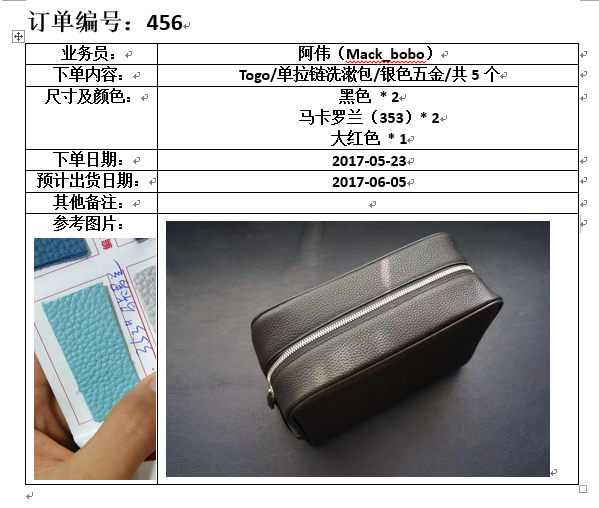 订单编号：456
业务员：
阿伟（Mack_bobo）
下单内容：
Togo/单拉链洗漱包/银色五金/共 5 个
尺寸及颜色：
黑色 * 2
马卡罗兰（353）* 2
大红色 * 1
下单日期：
2017-05-23
预计出货日期：
2017-06-05
其他备注：
参考图片：
353#